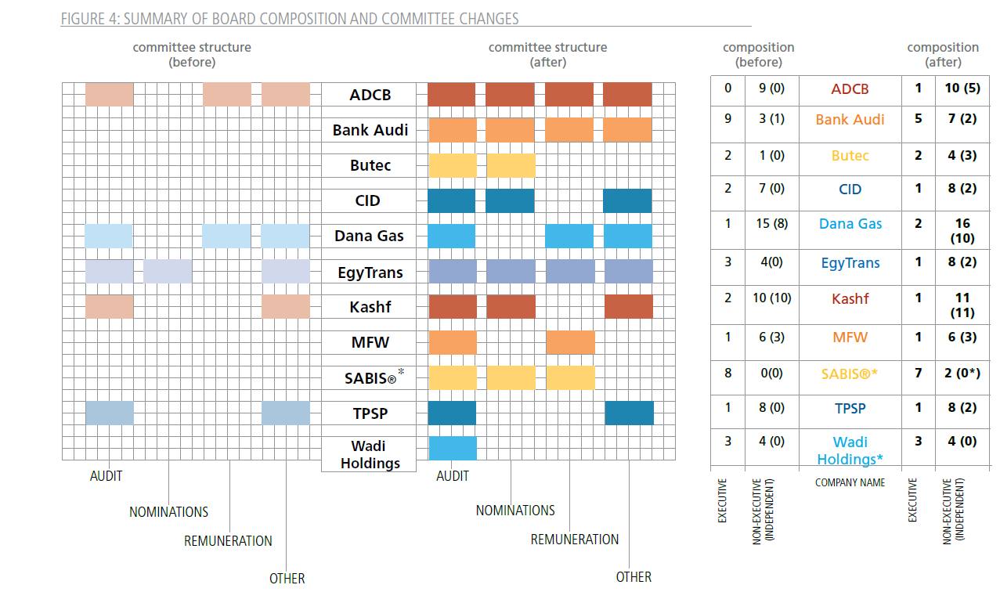 FIGURE 4: SUMMARY OF BOARD COMPOSITION AND COMMITTEE CHANGES
committee structure
(before)
committee structure
(after)
composition
(before)
composition
(after)
ADCB
Bank Audi
Butec
CID
Dana Gas
EgyTrans
Kashf
MFW
SABIS®*
TPSP
Wadi
Holdings
AUDIT
NOMINATIONS
REMUNERATION
OTHER
AUDIT
NOMINATIONS
REMUNERATION
OTHER
0 9 (0) ADCB 1 10 (5)
9 3 (1) Bank Audi 5 7 (2)
2 1 (0) Butec 2 4 (3)
2 7 (0) CID 1 8 (2)
1 15 (8) Dana Gas 2 16
(10)
3 4(0) EgyTrans 1 8 (2)
2 10 (10) Kashf 1 11
(11)
1 6 (3) MFW 1 6 (3)
8 0(0) SABIS®* 7 2 (0*)
1 8 (0) TPSP 1 8 (2)
3 4 (0) Wadi 3 4 (0)
Holdings*
EXECUTIVE
NON-EXECUTIVE
(INDEPENDENT)
COMPANY NAME
EXECUTIVE
NON-EXECUTIVE
(INDEPENDENT)